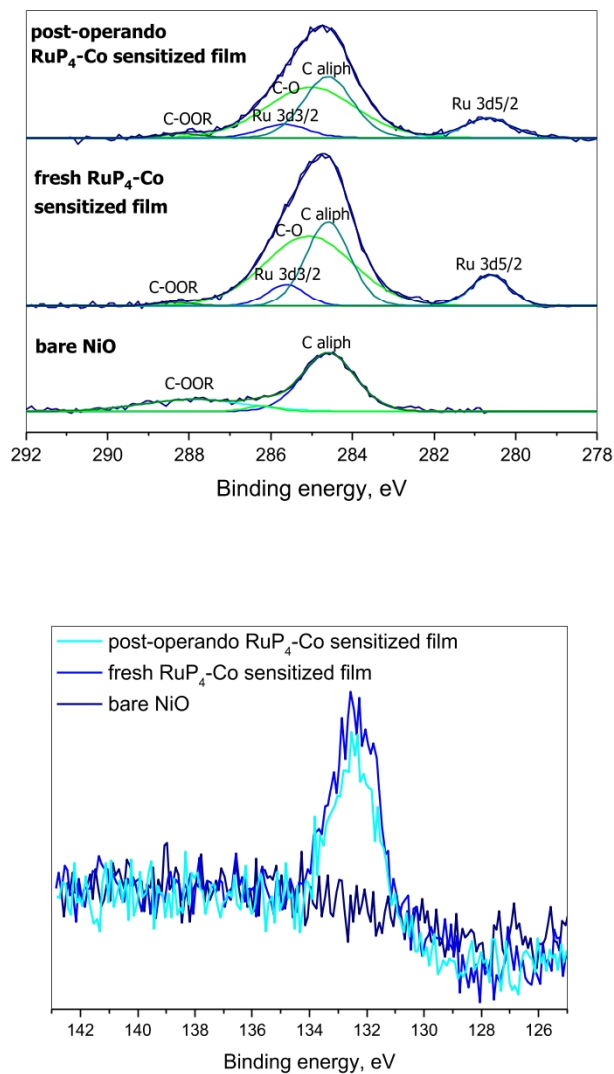 post-operando
RuP₄-Co sensitized film
C aliph
C-O
C-OOR
Ru 3d3/2
Ru 3d5/2
fresh RuP₄-Co
sensitized film
C aliph
C-O
Ru 3d3/2
Ru 3d5/2
C-OOR
bare NiO
C aliph
C-OOR
292 290 288 286 284 282 280 278
Binding energy, eV
post-operando RuP₄-Co sensitized film
fresh RuP₄-Co sensitized film
bare NiO
142 140 138 136 134 132 130 128 126
Binding energy, eV